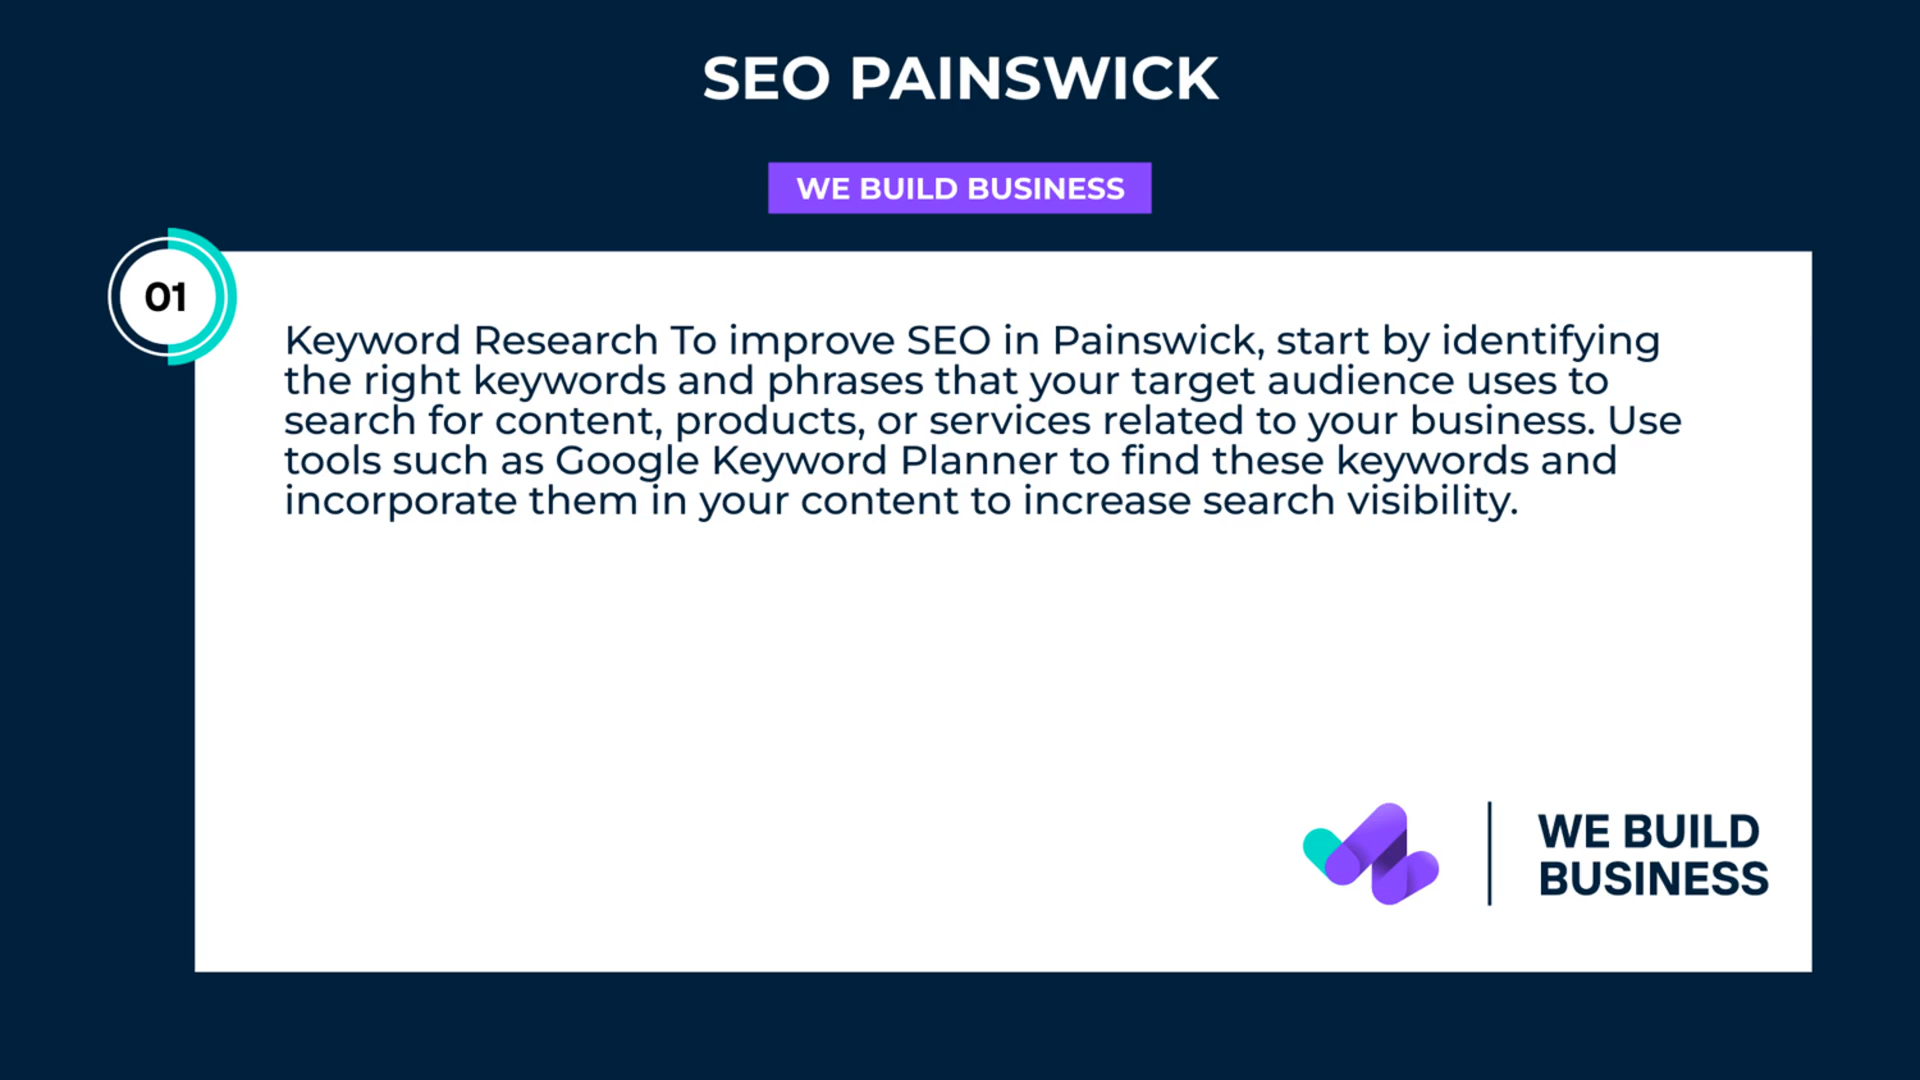 SEO PAINSWICK
WE BUILD BUSINESS
01
Keyword Research To improve SEO in Painswick, start by identifying
the right keywords and phrases that your target audience uses to
search for content, products, or services related to your business. Use
tools such as Google Keyword Planner to find these keywords and
incorporate them in your content to increase search visibility.
WE BUILD
BUSINESS